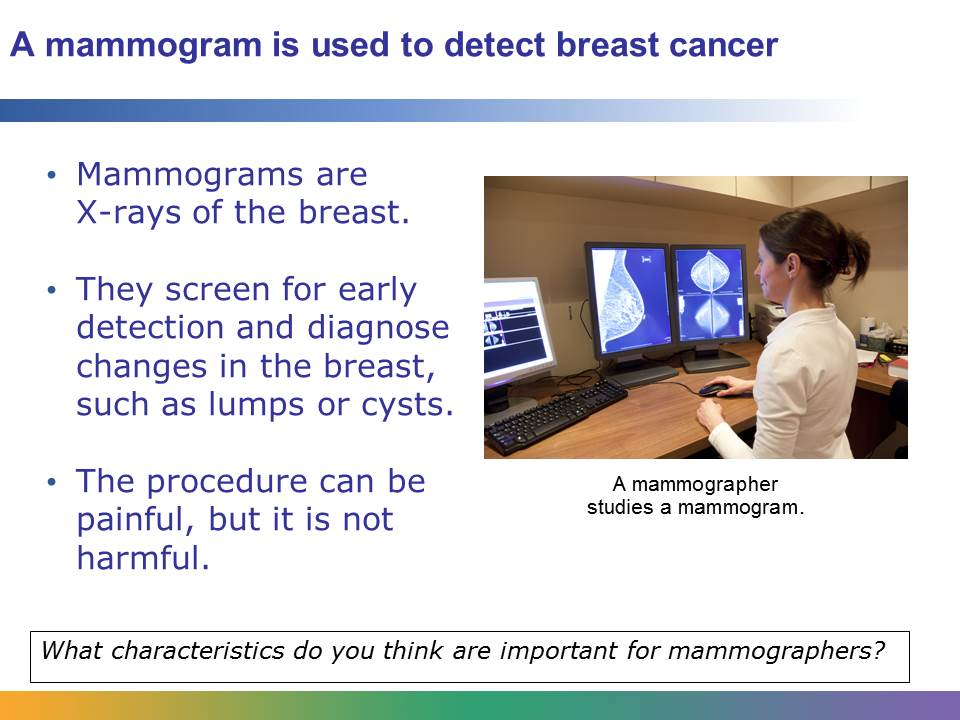 A mammogram is used to detect breast cancer
• Mammograms are
X-rays of the breast.
• They screen for early
detection and diagnose
changes in the breast,
such as lumps or cysts.
• The procedure can be
painful, but it is not
harmful.
A mammographer
studies a mammogram.
What characteristics do you think are important for mammographers?